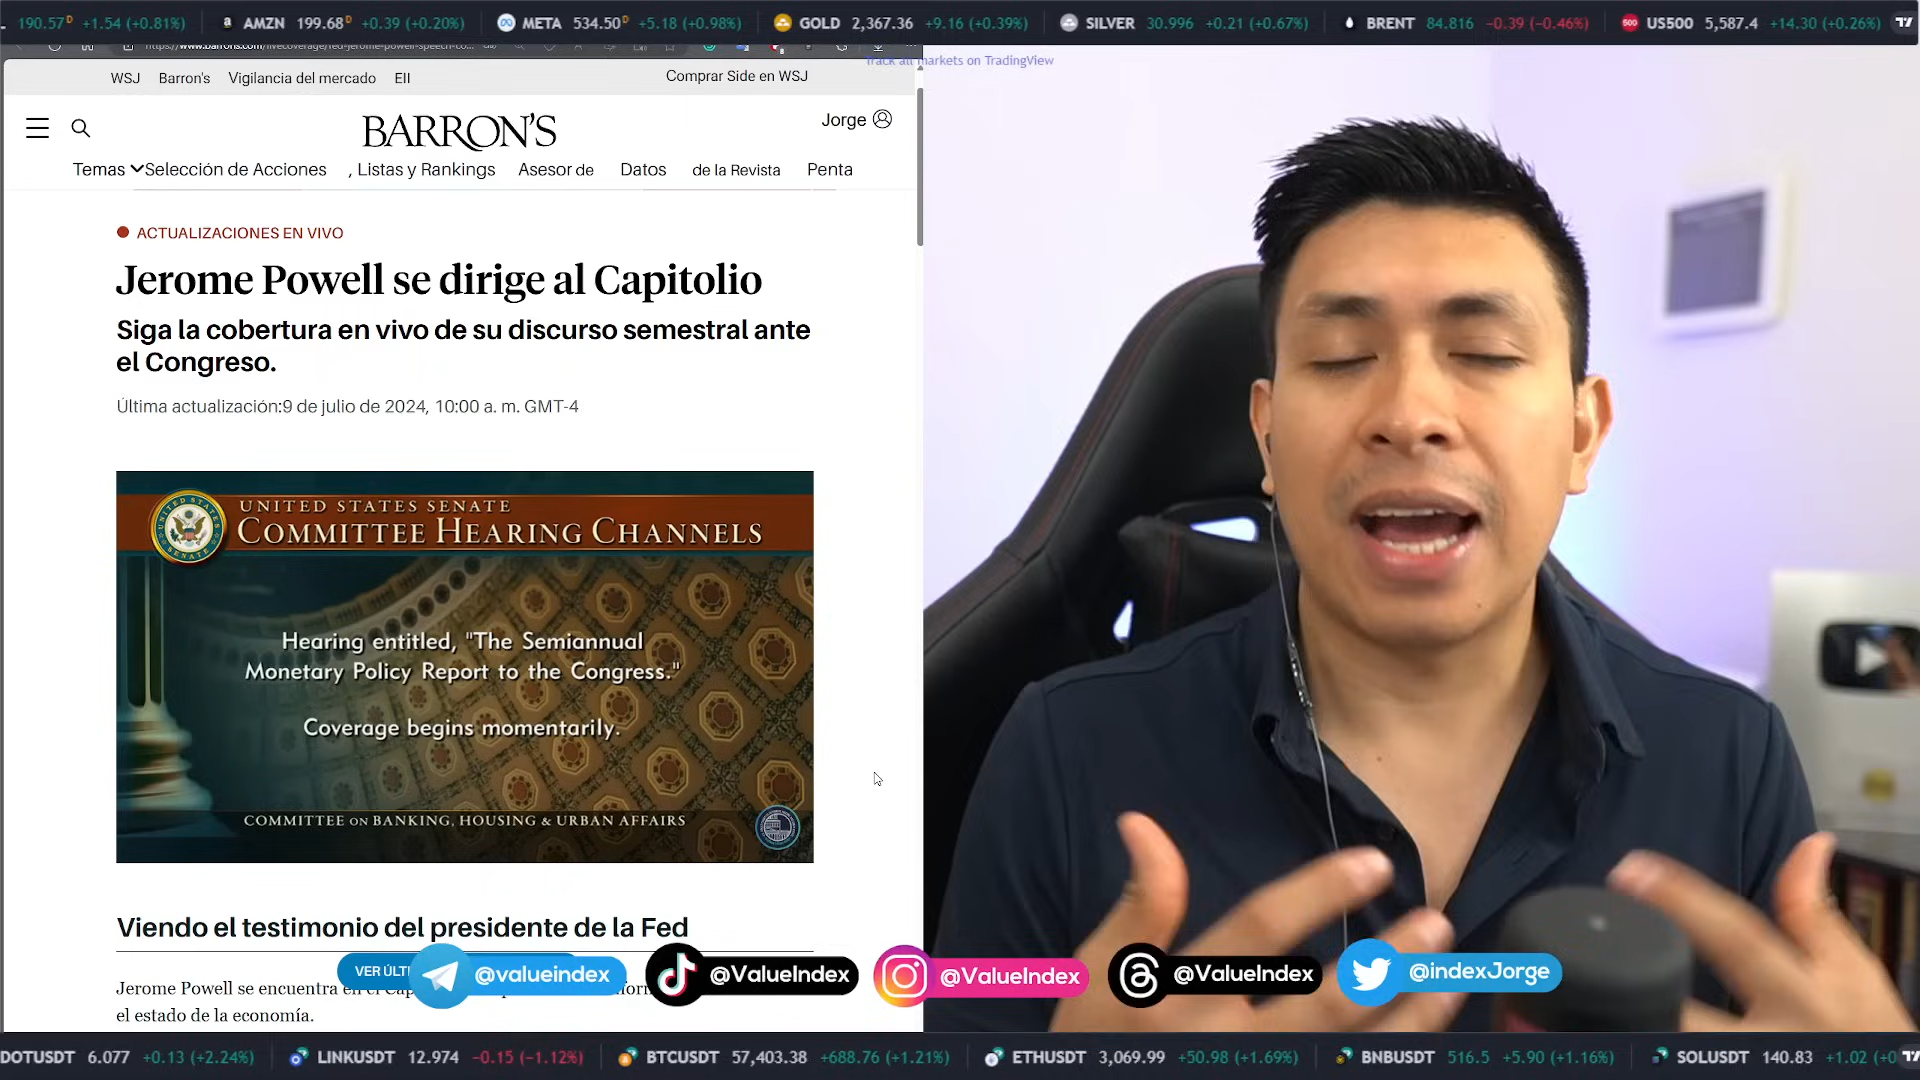 190.57 D +1.54 (+0.81%) AMZN 199.68 D +0.39 (+0.20%) META 534.50 D +5.18 (+0.98%) GOLD 2,367.36 +9.16 (+0.39%) SILVER 30.996 +0.21 (+0.67%) BRENT 84.816 -0.39 (-0.46%) 500 US500 5,587.4 +14.30 (+0.26%)
Track all markets on TradingView
WSJ Barron's Vigilancia del mercado EII Comprar Side en WSJ
BARRON'S
Jorge
Temas Selección de Acciones , Listas y Rankings Asesor de Datos de la Revista Penta
ACTUALIZACIONES EN VIVO
Jerome Powell se dirige al Capitolio
Siga la cobertura en vivo de su discurso semestral ante
el Congreso.
Última actualización:9 de julio de 2024, 10:00 a. m. GMT-4
UNITED STATES SENATE
COMMITTEE HEARING CHANNELS
Hearing entitled, "The Semiannual
Monetary Policy Report to the Congress."
Coverage begins momentarily.
COMMITTEE ON BANKING, HOUSING & URBAN AFFAIRS
Viendo el testimonio del presidente de la Fed
VER
@valueindex @ValueIndex @ValueIndex @ValueIndex @indexJorge
Jerome Powell se encuentra en el
el estado de la economía.
DOTUSDT 6.077 +0.13 (+2.24%) LINKUSDT 12.974 -0.15 (-1.12%) BTCUSDT 57,403.38 +688.76 (+1.21%) ETHUSDT 3,069.99 +50.98 (+1.69%) BNBUSDT 516.5 +5.90 (+1.16%) SOLUSDT 140.83 +1.02